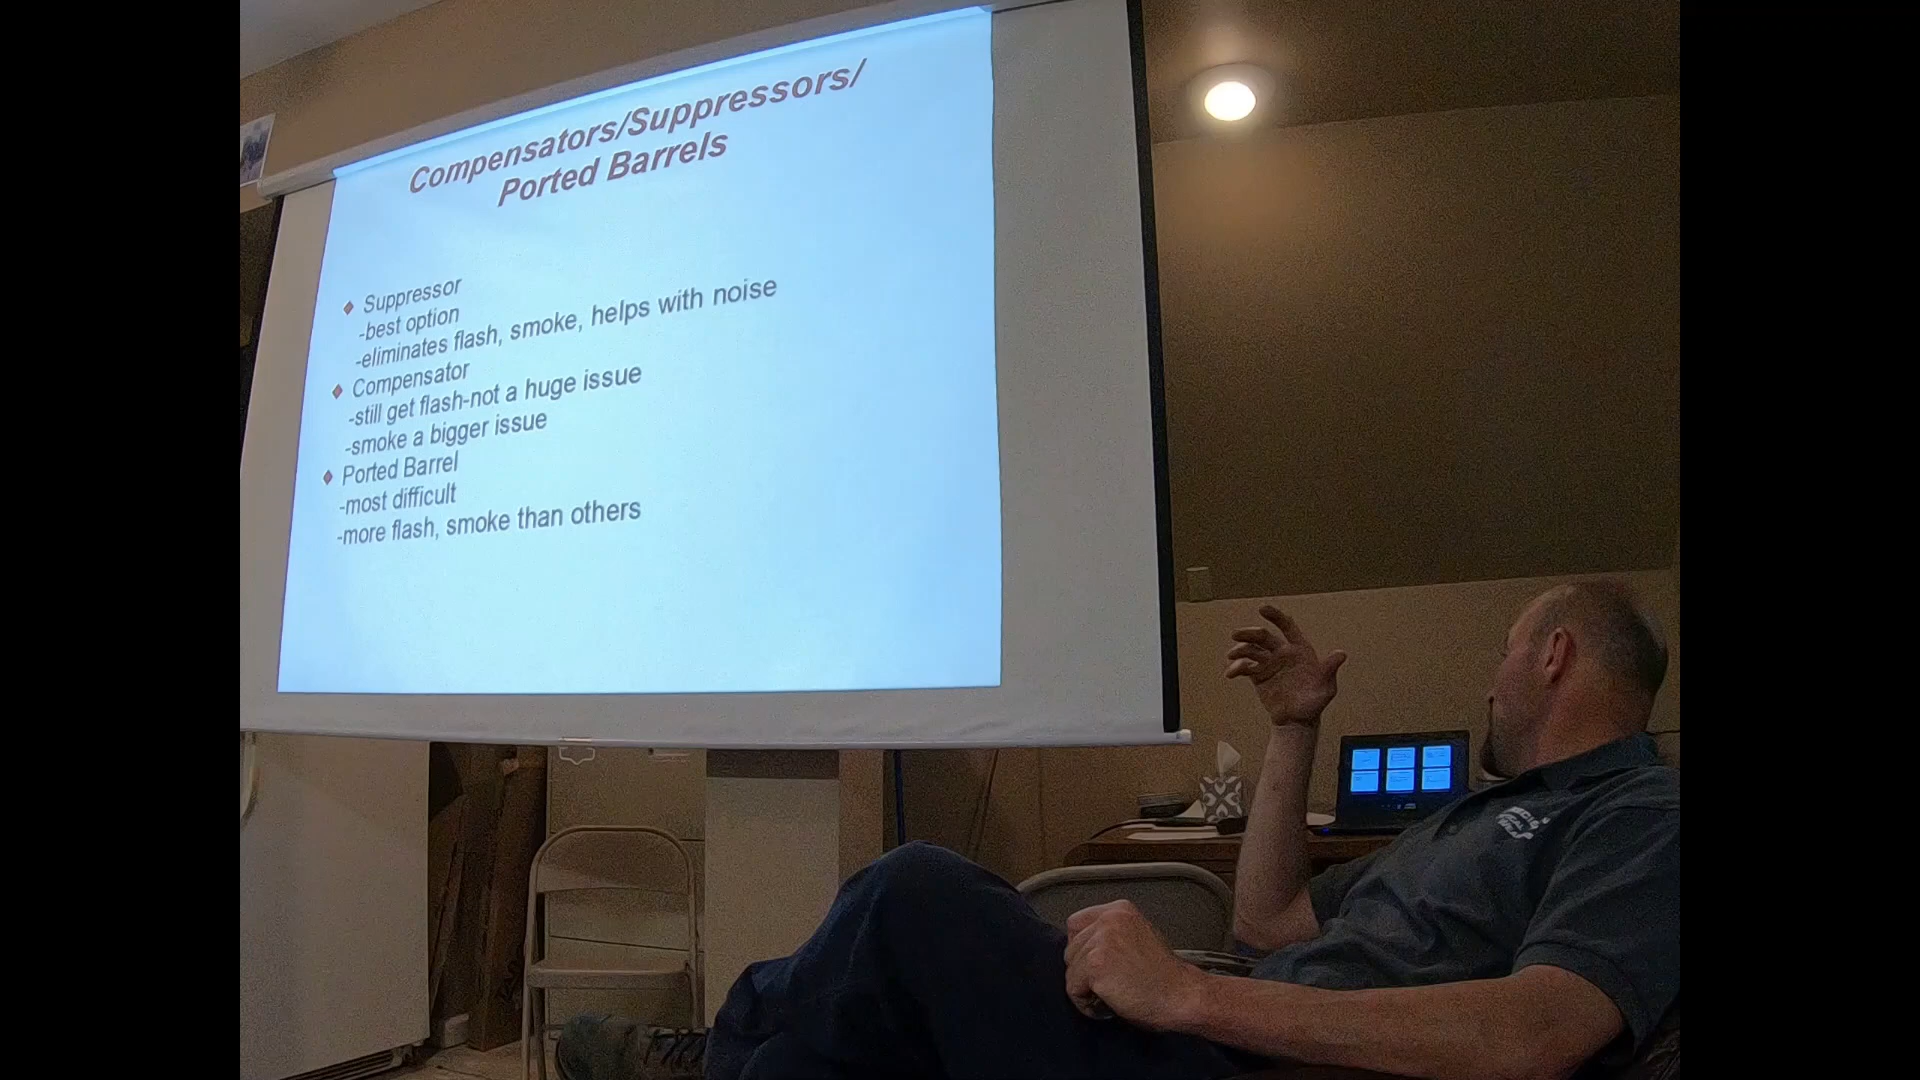 Compensators/Suppressors/
Ported Barrels
Suppressor
-best option
-eliminates flash, smoke, helps with noise
Compensator
-still get flash-not a huge issue
-smoke a bigger issue
Ported Barrel
-most difficult
-more flash, smoke than others